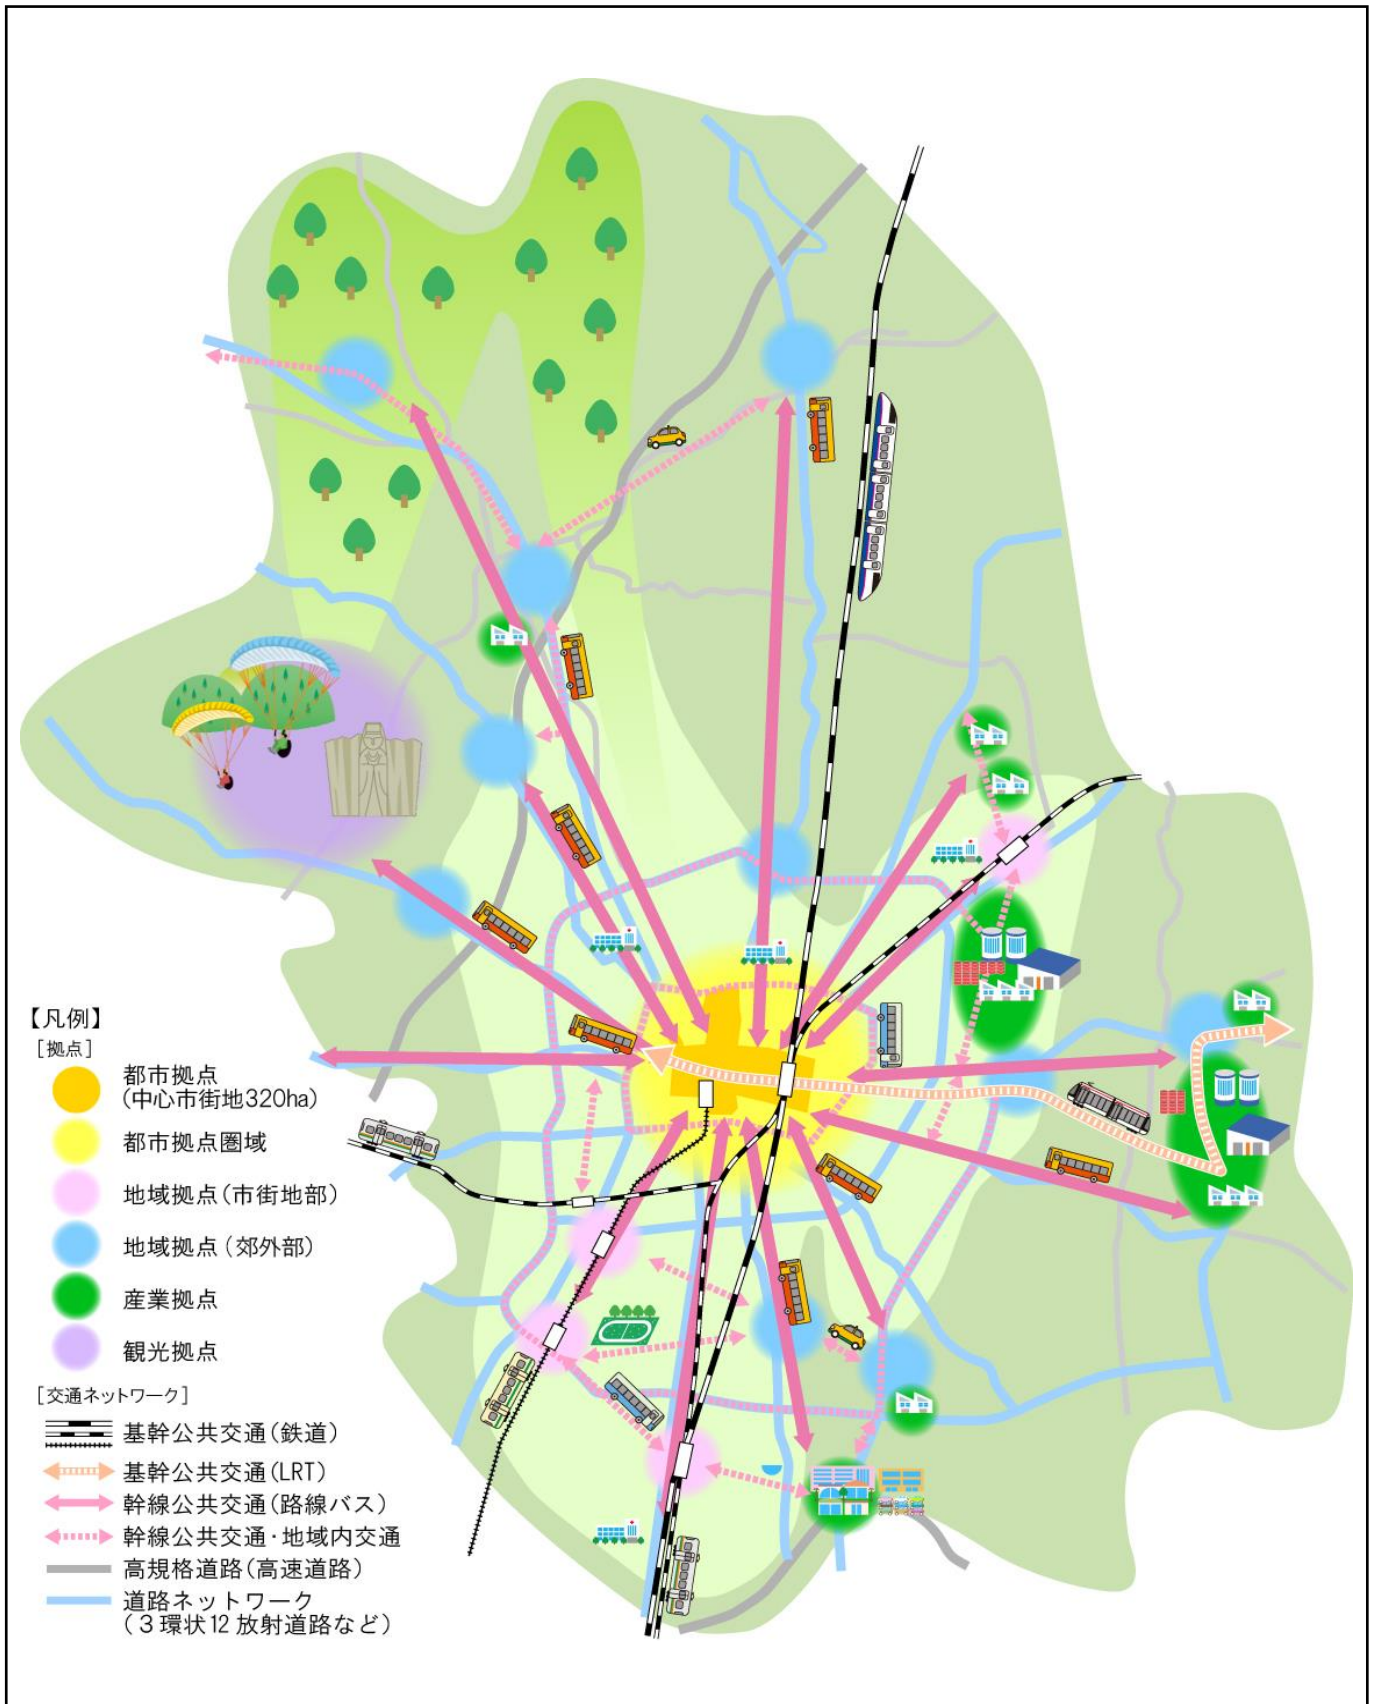 【凡例】
［拠点］
都市拠点
（中心市街地320ha）
都市拠点圏域
地域拠点（市街地部）
地域拠点（郊外部）
産業拠点
観光拠点
［交通ネットワーク］
基幹公共交通（鉄道）
基幹公共交通（LRT）
幹線公共交通（路線バス）
幹線公共交通・地域内交通
高規格道路（高速道路）
道路ネットワーク
（３環状12放射道路など）